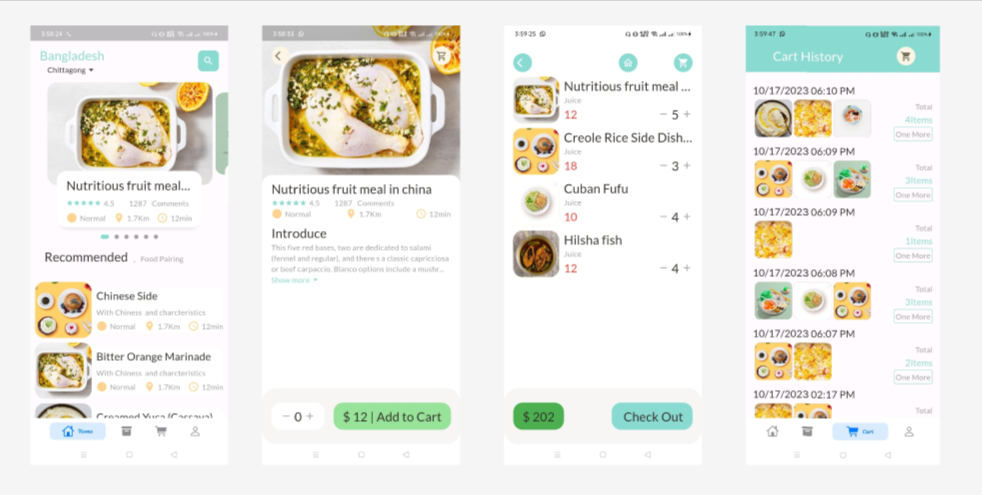 3:58:24
100%
Bangladesh
Chittagong
Nutritious fruit meal...
4.5 1287 Comments
Normal 1.7Km 12min
Recommended . Food Pairing
Chinese Side
With Chiness and charcteristics
Normal 1.7Km 12min
Bitter Orange Marinade
With Chiness and charcteristics
Normal 1.7Km 12min
Creamed Yuca (Cassava)
Home
3:58:51
100%
Nutritious fruit meal in china
4.5 1287 Comments
Normal 1.7Km 12min
Introduce
This five red bases, two are dedicated to salami
(fennel and regular), and there s a classic capricciosa
or beef carpaccio. Blanco options include a mushr...
Show more
− 0 +
$ 12 | Add to Cart
3:59:25
100%
Nutritious fruit meal ...
Juice
12 − 5 +
Creole Rice Side Dish...
Juice
18 − 3 +
Cuban Fufu
Juice
10 − 4 +
Hilsha fish
Juice
12 − 4 +
$ 202
Check Out
3:59:47
100%
Cart History
10/17/2023 06:10 PM
Total
4Items
One More
10/17/2023 06:09 PM
Total
3Items
One More
10/17/2023 06:09 PM
Total
1Items
One More
10/17/2023 06:08 PM
Total
3Items
One More
10/17/2023 06:07 PM
Total
2Items
One More
10/17/2023 02:17 PM
Total
Cart